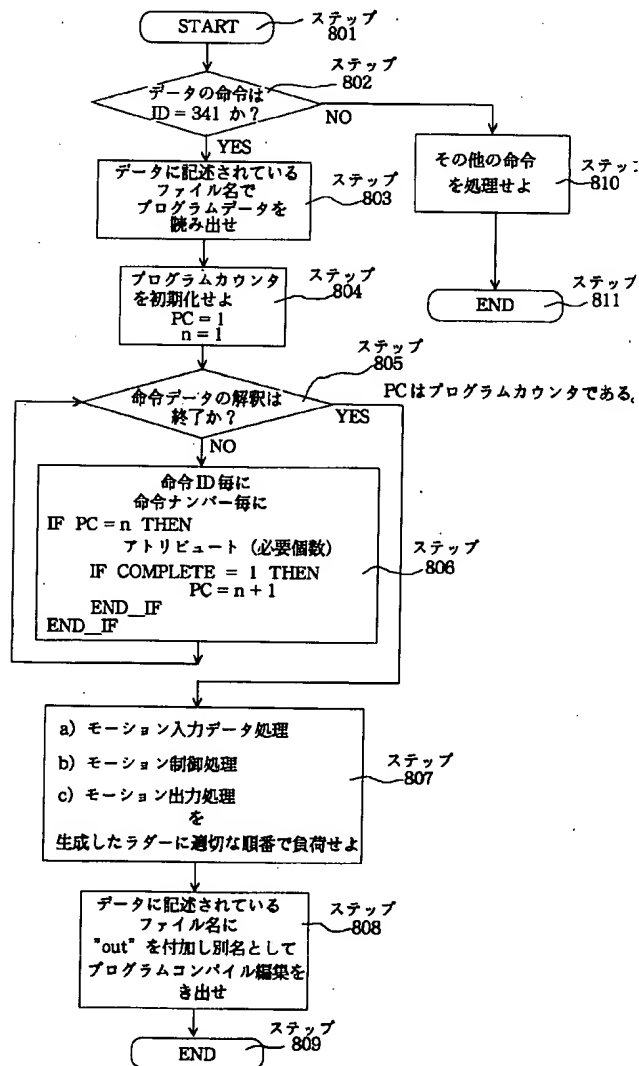 START
ステップ
801
ステップ
802
データの命令は
ID = 341 か？
NO
YES
データに記述されている
ファイル名で
プログラムデータを
読み出せ
ステップ
803
その他の命令
を処理せよ
ステップ
810
プログラムカウンタ
を初期化せよ
PC = 1
n = 1
ステップ
804
END
ステップ
811
ステップ
805
命令データの解釈は
終了か？
YES
NO
PCはプログラムカウンタである。
命令ID毎に
命令ナンバー毎に
IF PC = n THEN
アトリビュート（必要個数）
IF COMPLETE = 1 THEN
PC = n + 1
END_IF
END_IF
ステップ
806
a) モーション入力データ処理
b) モーション制御処理
c) モーション出力処理
を
生成したラダーに適切な順番で負荷せよ
ステップ
807
データに記述されている
ファイル名に
"out" を付加し別名として
プログラムコンパイル編集を
き出せ
ステップ
808
END
ステップ
809